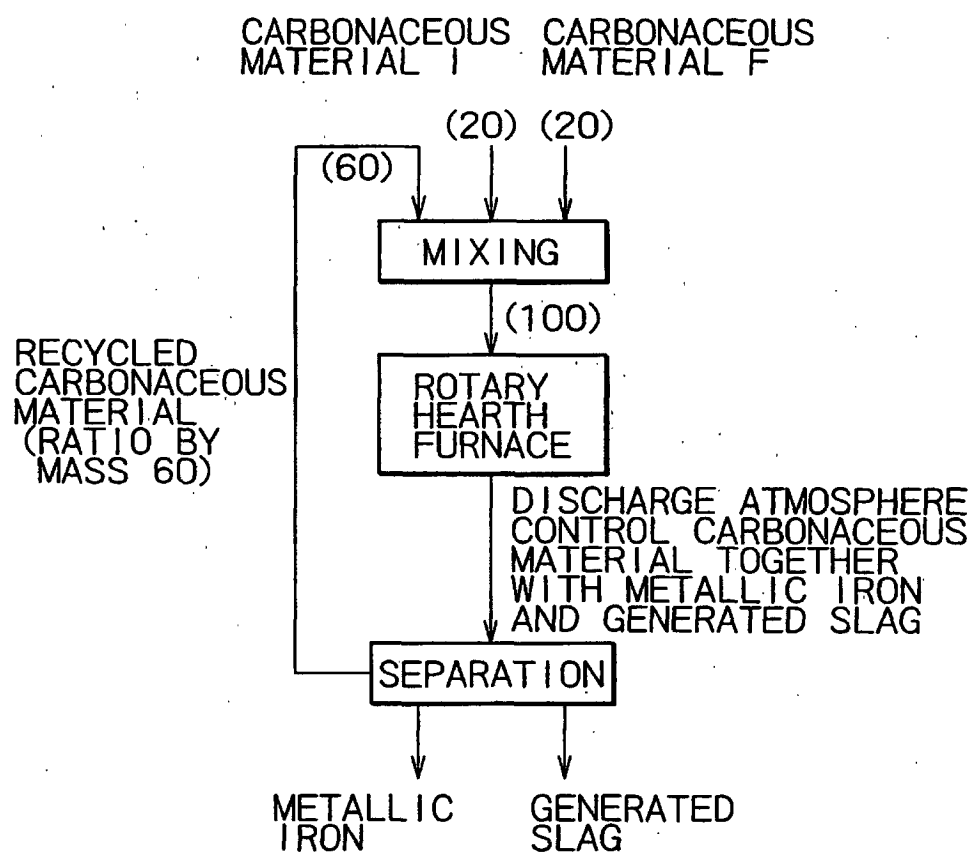 CARBONACEOUS
MATERIAL I
CARBONACEOUS
MATERIAL F
(20)
(20)
(60)
MIXING
(100)
RECYCLED
CARBONACEOUS
MATERIAL
(RATIO BY
MASS 60)
ROTARY
HEARTH
FURNACE
DISCHARGE ATMOSPHERE
CONTROL CARBONACEOUS
MATERIAL TOGETHER
WITH METALLIC IRON
AND GENERATED SLAG
SEPARATION
METALLIC
IRON
GENERATED
SLAG